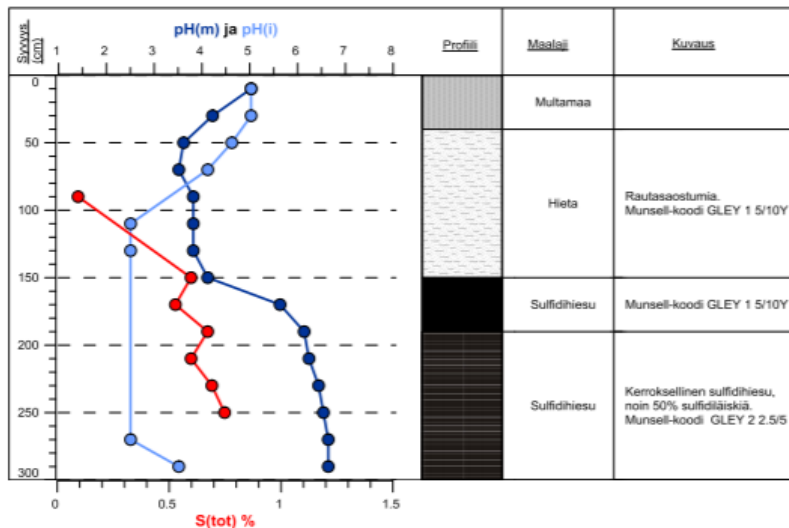 Syvyys (cm)
pH(m) ja pH(i)
1 2 3 4 5 6 7 8
Profiili
Maalaji
Kuvaus
0
50
100
150
200
250
300
Multamaa
Hieta
Rautasaostumia.
Munsell-koodi GLEY 1 5/10Y
Sulfidihiesu
Munsell-koodi GLEY 1 5/10Y
Sulfidihiesu
Kerroksellinen sulfidihiesu,
noin 50% sulfidiläiskiä.
Munsell-koodi GLEY 2 2.5/5
0 0.5 1 1.5
S(tot) %